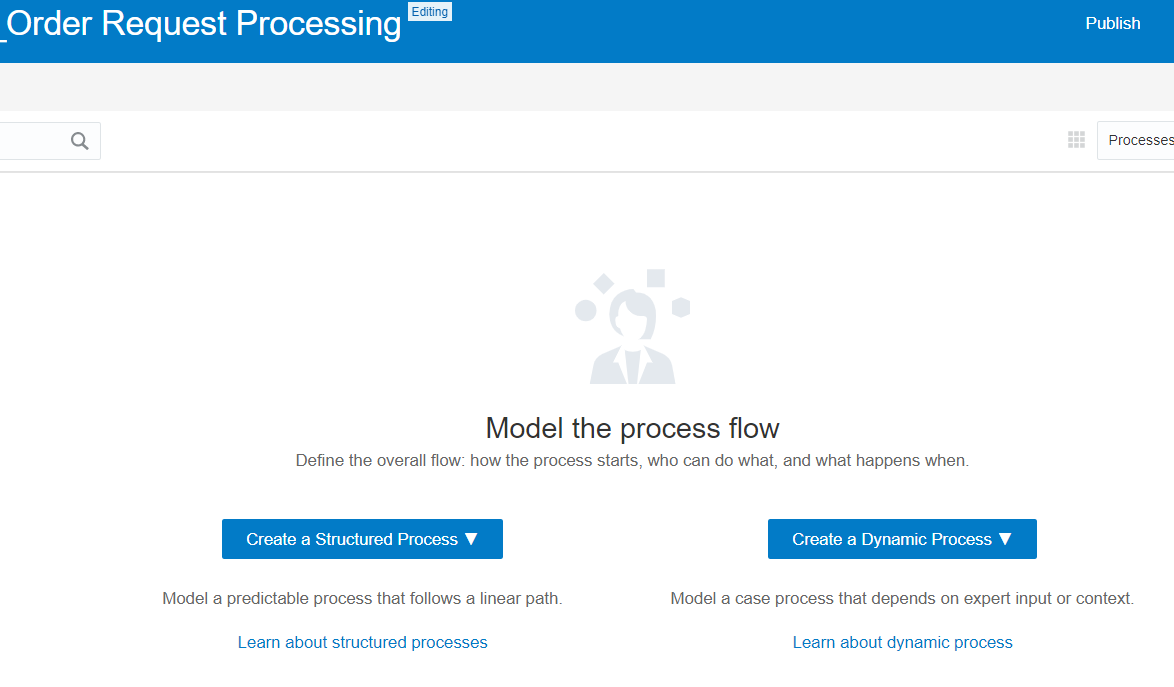 _Order Request Processing Editing
Publish
Processes
Model the process flow
Define the overall flow: how the process starts, who can do what, and what happens when.
Create a Structured Process ▼
Create a Dynamic Process ▼
Model a predictable process that follows a linear path.
Model a case process that depends on expert input or context.
Learn about structured processes
Learn about dynamic process